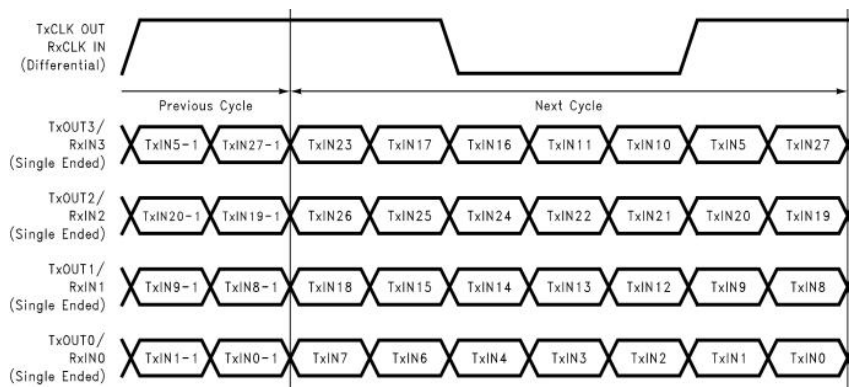 TxCLK OUT
RxCLK IN
(Differential)
Previous Cycle Next Cycle
TxOUT3/
RxIN3
(Single Ended)
TxIN5-1 TxIN27-1 TxIN23 TxIN17 TxIN16 TxIN11 TxIN10 TxIN5 TxIN27
TxOUT2/
RxIN2
(Single Ended)
TxIN20-1 TxIN19-1 TxIN26 TxIN25 TxIN24 TxIN22 TxIN21 TxIN20 TxIN19
TxOUT1/
RxIN1
(Single Ended)
TxIN9-1 TxIN8-1 TxIN18 TxIN15 TxIN14 TxIN13 TxIN12 TxIN9 TxIN8
TxOUT0/
RxIN0
(Single Ended)
TxIN1-1 TxIN0-1 TxIN7 TxIN6 TxIN4 TxIN3 TxIN2 TxIN1 TxIN0